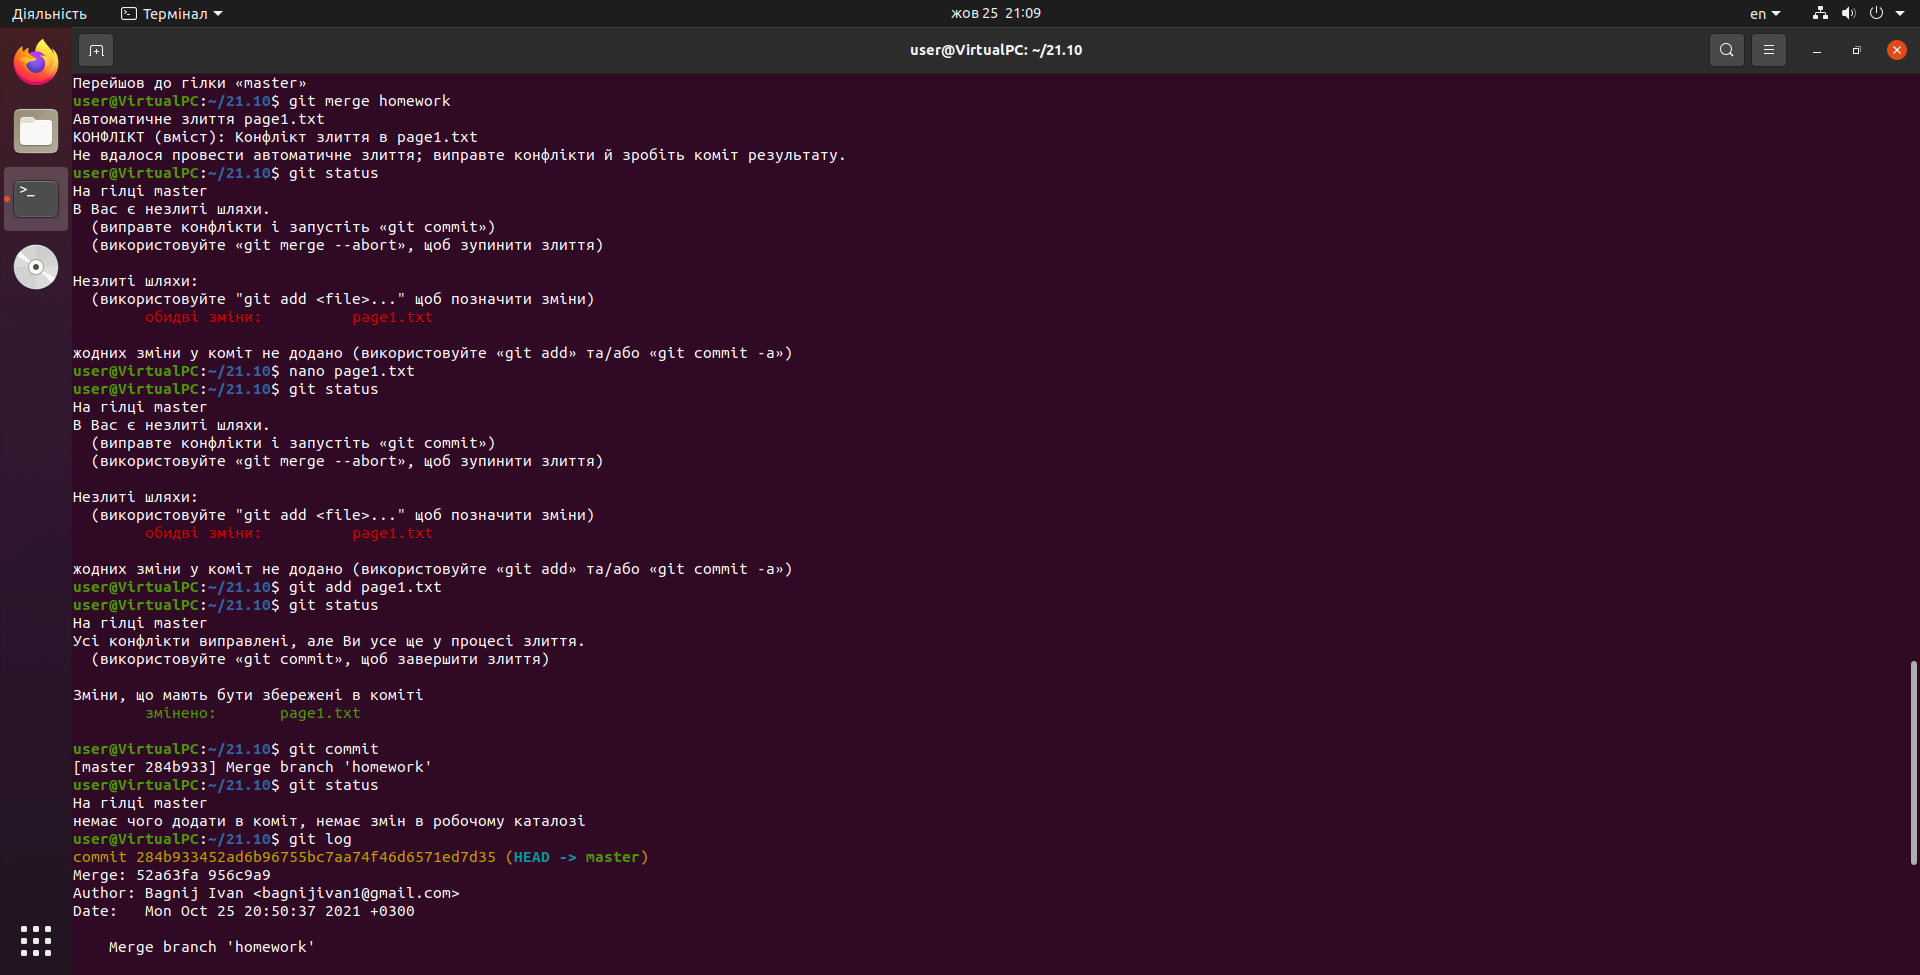 Діяльність
Термінал
жов 25 21:09
en
user@VirtualPC: ~/21.10
Перейшов до гілки «master»
user@VirtualPC:~/21.10$ git merge homework
Автоматичне злиття page1.txt
КОНФЛІКТ (вміст): Конфлікт злиття в page1.txt
Не вдалося провести автоматичне злиття; виправте конфлікти й зробіть коміт результату.
user@VirtualPC:~/21.10$ git status
На гілці master
В Вас є незлиті шляхи.
  (виправте конфлікти і запустіть «git commit»)
  (використовуйте «git merge --abort», щоб зупинити злиття)
Незлиті шляхи:
  (використовуйте "git add <file>..." щоб позначити зміни)
        обидві зміни:          page1.txt
жодних зміни у коміт не додано (використовуйте «git add» та/або «git commit -a»)
user@VirtualPC:~/21.10$ nano page1.txt
user@VirtualPC:~/21.10$ git status
На гілці master
В Вас є незлиті шляхи.
  (виправте конфлікти і запустіть «git commit»)
  (використовуйте «git merge --abort», щоб зупинити злиття)
Незлиті шляхи:
  (використовуйте "git add <file>..." щоб позначити зміни)
        обидві зміни:          page1.txt
жодних зміни у коміт не додано (використовуйте «git add» та/або «git commit -a»)
user@VirtualPC:~/21.10$ git add page1.txt
user@VirtualPC:~/21.10$ git status
На гілці master
Усі конфлікти виправлені, але Ви усе ще у процесі злиття.
  (використовуйте «git commit», щоб завершити злиття)
Зміни, що мають бути збережені в коміті
        змінено:       page1.txt
user@VirtualPC:~/21.10$ git commit
[master 284b933] Merge branch 'homework'
user@VirtualPC:~/21.10$ git status
На гілці master
немає чого додати в коміт, немає змін в робочому каталозі
user@VirtualPC:~/21.10$ git log
commit 284b933452ad6b96755bc7aa74f46d6571ed7d35 (HEAD -> master)
Merge: 52a63fa 956c9a9
Author: Bagnij Ivan <bagnijivan1@gmail.com>
Date:   Mon Oct 25 20:50:37 2021 +0300
    Merge branch 'homework'